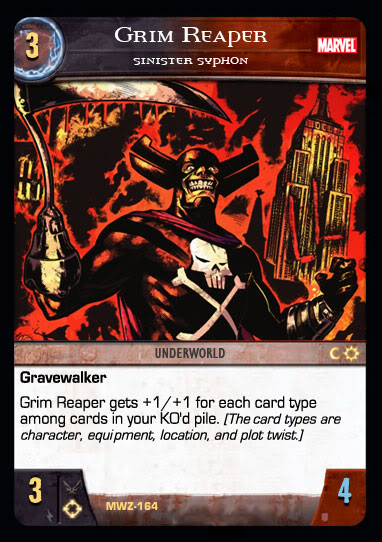 3
Grim Reaper
SINISTER SYPHON
MARVEL
UNDERWORLD
C
Gravewalker
Grim Reaper gets +1/+1 for each card type
among cards in your KO'd pile. [The card types are
character, equipment, location, and plot twist.]
3
MWZ-164
4